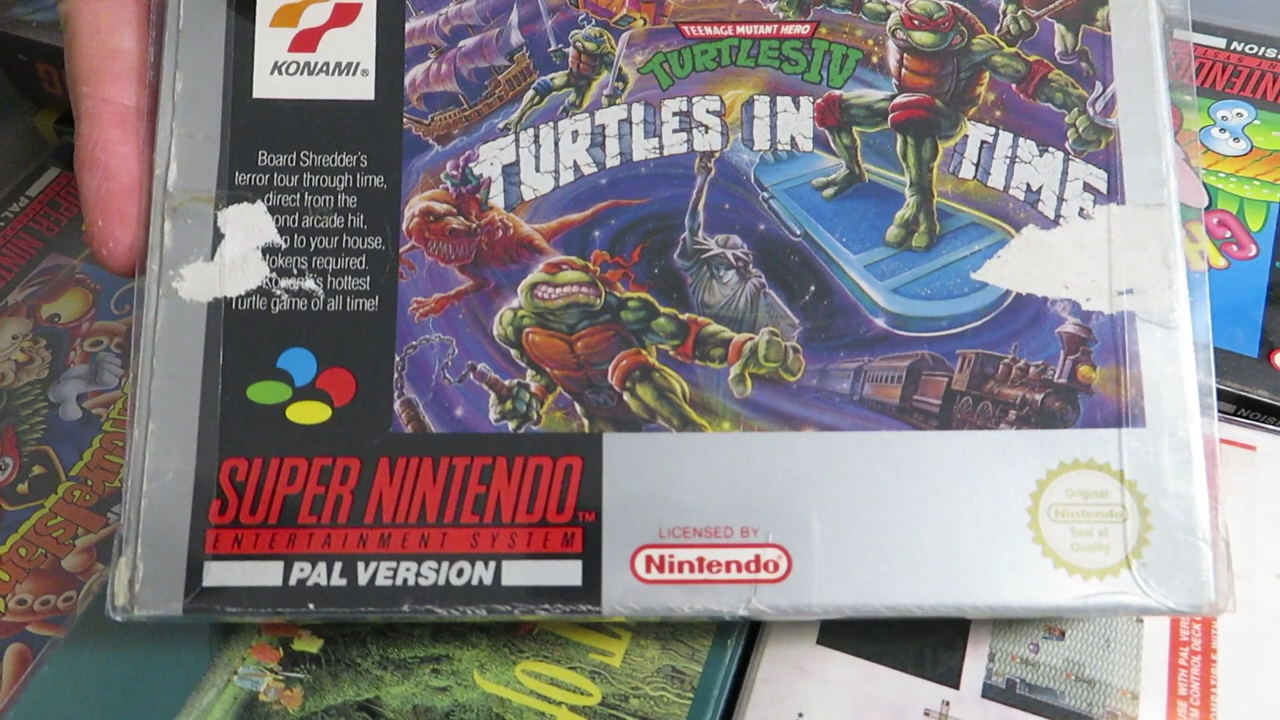 KONAMI®
TEENAGE MUTANT HERO
TURTLES IV
TURTLES IN TIME
Board Shredder's
terror tour through time,
direct from the
arcade hit,
to your house,
tokens required.
Konami's hottest
Turtle game of all time!
SUPER NINTENDO™
ENTERTAINMENT SYSTEM
PAL VERSION
LICENSED BY
Nintendo®
Original
Nintendo
Seal of
Quality